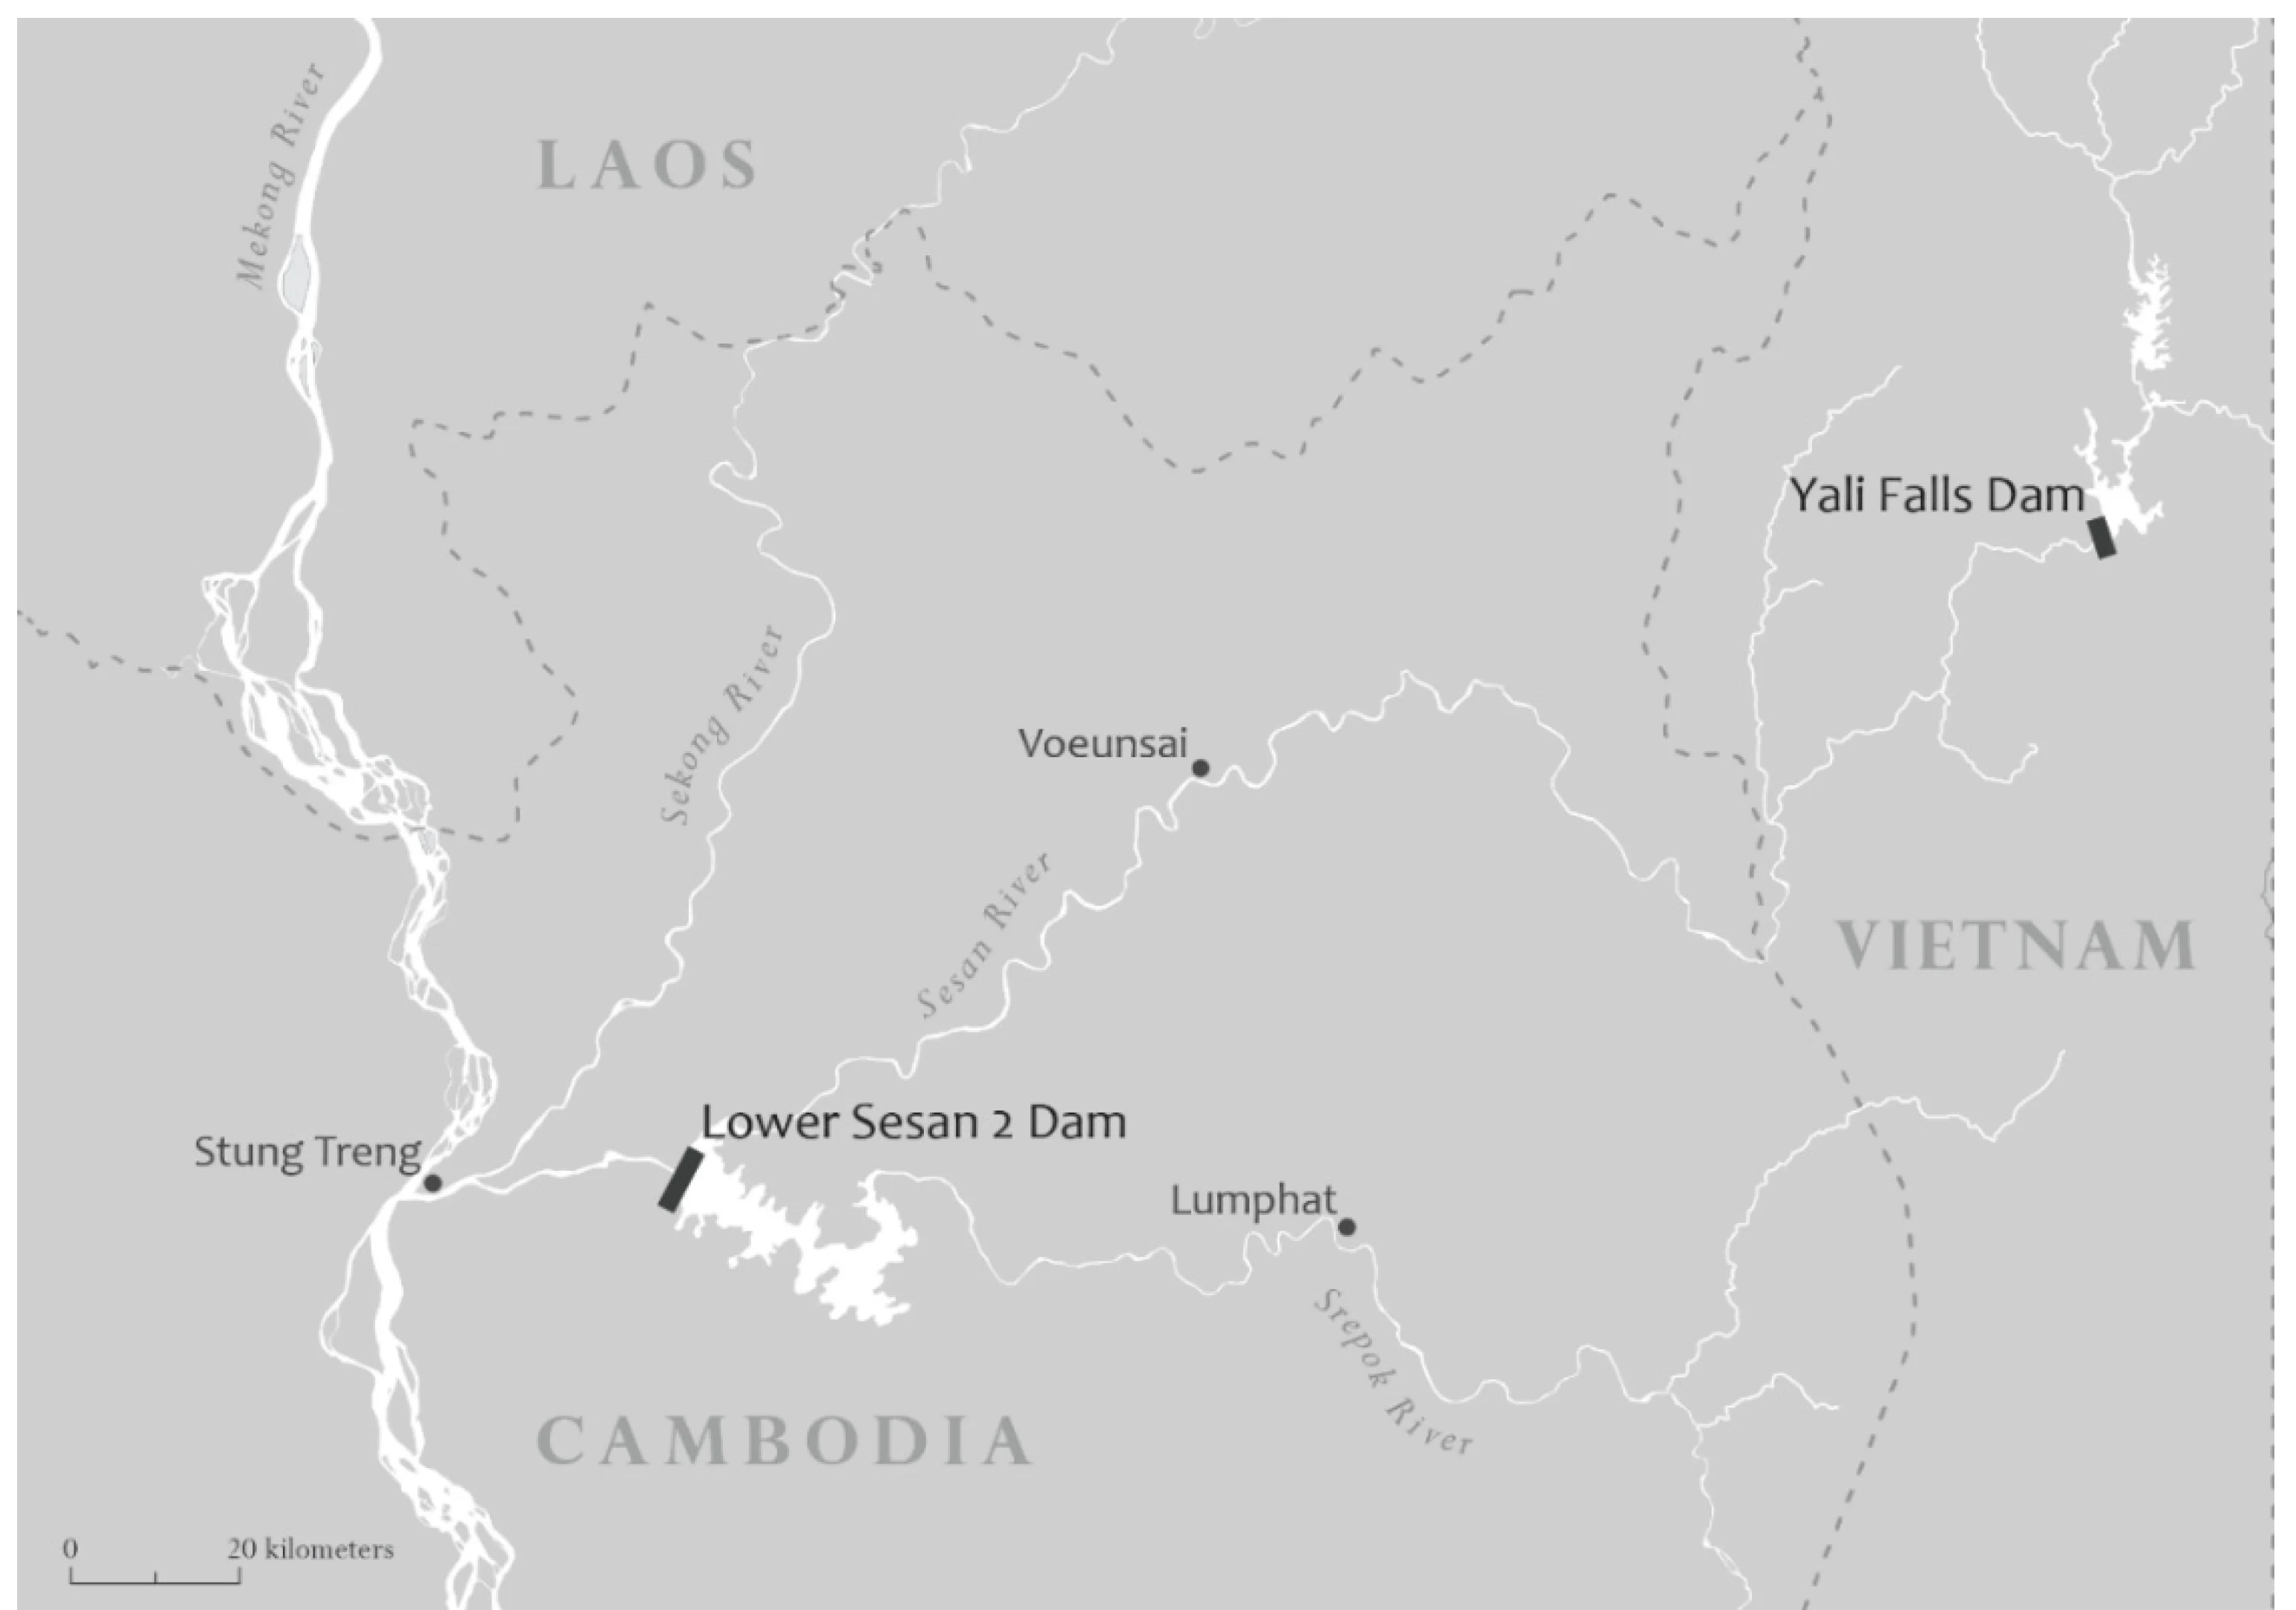 Mekong River
LAOS
Yali Falls Dam
Sekong River
Voeunsai
Sesan River
VIETNAM
Lower Sesan 2 Dam
Stung Treng
Lumphat
Srepok River
CAMBODIA
0 20 kilometers